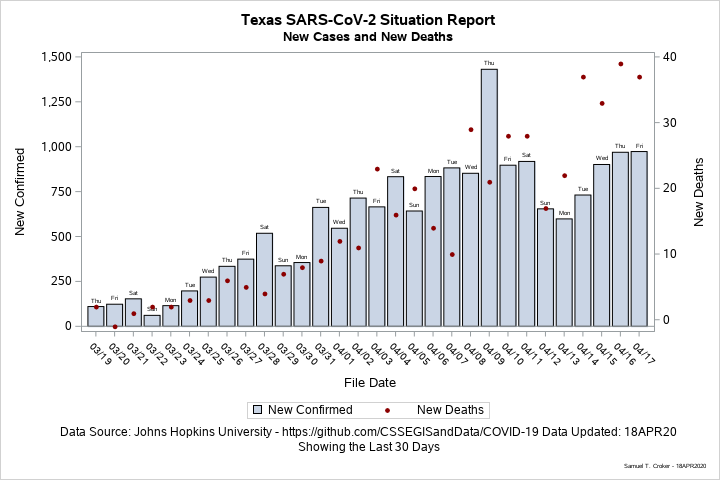 Texas SARS-CoV-2 Situation Report
New Cases and New Deaths
New Confirmed
1,500
1,250
1,000
750
500
250
0
40
30
20
10
0
New Deaths
Thu
Fri
Sat
Sun
Mon
Tue
Wed
Thu
Fri
Sat
Sun
Mon
Tue
Wed
Thu
Fri
Sat
Sun
Mon
Tue
Wed
Thu
Fri
Sat
Sun
Mon
Tue
Wed
Thu
Fri
03/19
03/20
03/21
03/22
03/23
03/24
03/25
03/26
03/27
03/28
03/29
03/30
03/31
04/01
04/02
04/03
04/04
04/05
04/06
04/07
04/08
04/09
04/10
04/11
04/12
04/13
04/14
04/15
04/16
04/17
File Date
New Confirmed
New Deaths
Data Source: Johns Hopkins University - https://github.com/CSSEGISandData/COVID-19 Data Updated: 18APR20
Showing the Last 30 Days
Samuel T. Croker - 18APR2020